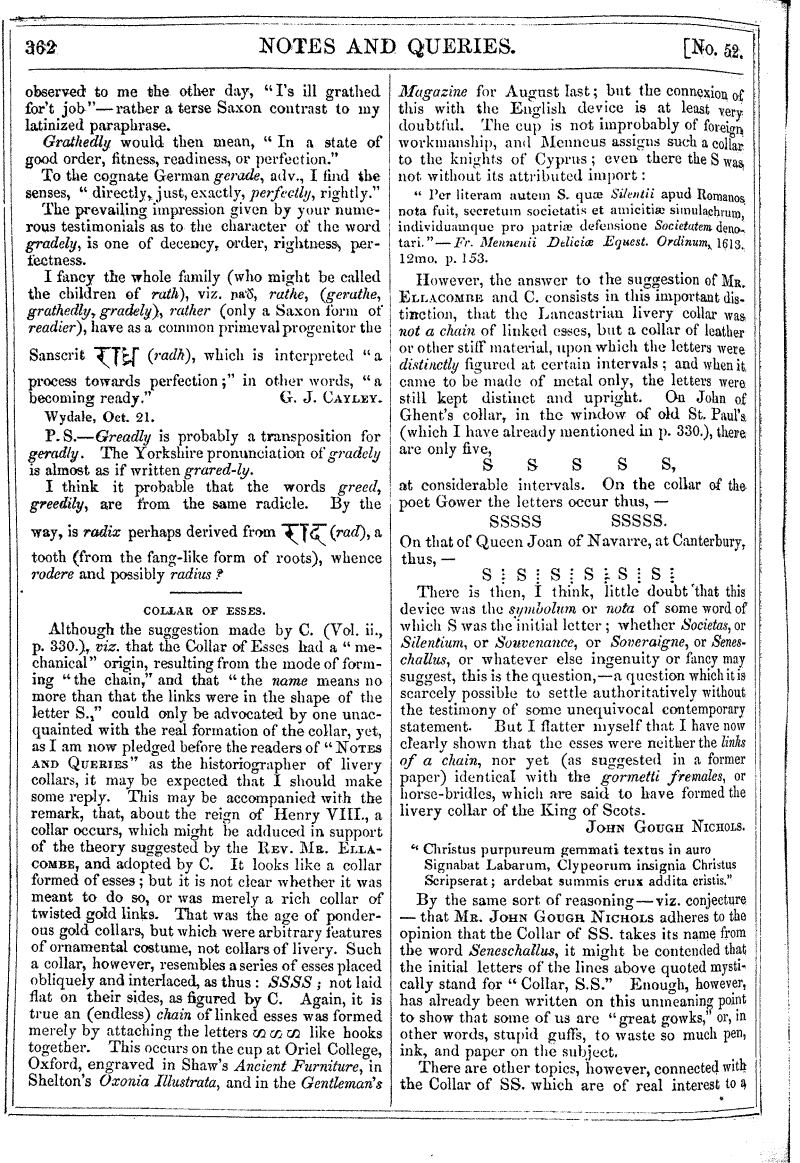 362 NOTES AND QUERIES. [No. 52.
observed to me the other day, "I's ill grathed
for't job"—rather a terse Saxon contrast to my
latinized paraphrase.
Grathedly would then mean, "In a state of
good order, fitness, readiness, or perfection."
To the cognate German gerade, adv., I find the
senses, "directly, just, exactly, perfectly, rightly."
The prevailing impression given by your nume-
rous testimonials as to the character of the word
gradely, is one of decency, order, rightness, per-
fectness.
I fancy the whole family (who might be called
the children of rath), viz. ꞃað, rathe, (gerathe,
grathedly, gradely), rather (only a Saxon form of
readier), have as a common primeval progenitor the
Sanscrit राध (radh), which is interpreted "a
process towards perfection;" in other words, "a
becoming ready." G. J. CAYLEY.
Wydale, Oct. 21.
P. S.—Greadly is probably a transposition for
geradly. The Yorkshire pronunciation of gradely
is almost as if written grared-ly.
I think it probable that the words greed,
greedily, are from the same radicle. By the
way, is radix perhaps derived from राद (rad), a
tooth (from the fang-like form of roots), whence
rodere and possibly radius?
COLLAR OF ESSES.
Although the suggestion made by C. (Vol. ii.,
p. 330.), viz. that the Collar of Esses had a "me-
chanical" origin, resulting from the mode of form-
ing "the chain," and that "the name means no
more than that the links were in the shape of the
letter S.," could only be advocated by one unac-
quainted with the real formation of the collar, yet,
as I am now pledged before the readers of "NOTES
AND QUERIES" as the historiographer of livery
collars, it may be expected that I should make
some reply. This may be accompanied with the
remark, that, about the reign of Henry VIII., a
collar occurs, which might be adduced in support
of the theory suggested by the REV. MR. ELLA-
COMBE, and adopted by C. It looks like a collar
formed of esses; but it is not clear whether it was
meant to do so, or was merely a rich collar of
twisted gold links. That was the age of ponder-
ous gold collars, but which were arbitrary features
of ornamental costume, not collars of livery. Such
a collar, however, resembles a series of esses placed
obliquely and interlaced, as thus: SSSS; not laid
flat on their sides, as figured by C. Again, it is
true an (endless) chain of linked esses was formed
merely by attaching the letters ∽ ∽ ∽ like hooks
together. This occurs on the cup at Oriel College,
Oxford, engraved in Shaw's Ancient Furniture, in
Shelton's Oxonia Illustrata, and in the Gentleman's
Magazine for August last; but the connexion of
this with the English device is at least very
doubtful. The cup is not improbably of foreign
workmanship, and Menneus assigns such a collar
to the knights of Cyprus; even there the S was
not without its attributed import:
"Per literam autem S. quæ Silentii apud Romanos
nota fuit, secretum societatis et amicitiæ simulachrum,
individuamque pro patriæ defensione Societatem deno-
tari."—Fr. Mennenii Deliciæ Equest. Ordinum, 1613.
12mo. p. 153.
However, the answer to the suggestion of MR.
ELLACOMBE and C. consists in this important dis-
tinction, that the Lancastrian livery collar was
not a chain of linked esses, but a collar of leather
or other stiff material, upon which the letters were
distinctly figured at certain intervals; and when it
came to be made of metal only, the letters were
still kept distinct and upright. On John of
Ghent's collar, in the window of old St. Paul's
(which I have already mentioned in p. 330.), there
are only five,
S S S S S,
at considerable intervals. On the collar of the
poet Gower the letters occur thus,—
SSSSS SSSSS.
On that of Queen Joan of Navarre, at Canterbury,
thus,—
S ⁝ S ⁝ S ⁝ S ⁝ S ⁝ S ⁝
There is then, I think, little doubt that this
device was the symbolum or nota of some word of
which S was the initial letter; whether Societas, or
Silentium, or Souvenance, or Soveraigne, or Senes-
challus, or whatever else ingenuity or fancy may
suggest, this is the question,—a question which it is
scarcely possible to settle authoritatively without
the testimony of some unequivocal contemporary
statement. But I flatter myself that I have now
clearly shown that the esses were neither the links
of a chain, nor yet (as suggested in a former
paper) identical with the gormetti fremales, or
horse-bridles, which are said to have formed the
livery collar of the King of Scots.
JOHN GOUGH NICHOLS.
"Christus purpureum gemmati textus in auro
Signabat Labarum, Clypeorum insignia Christus
Scripserat; ardebat summis crux addita cristis."
By the same sort of reasoning—viz. conjecture
—that MR. JOHN GOUGH NICHOLS adheres to the
opinion that the Collar of SS. takes its name from
the word Seneschallus, it might be contended that
the initial letters of the lines above quoted mysti-
cally stand for "Collar, S.S." Enough, however,
has already been written on this unmeaning point
to show that some of us are "great gowks," or, in
other words, stupid guffs, to waste so much pen,
ink, and paper on the subject.
There are other topics, however, connected with
the Collar of SS. which are of real interest to a